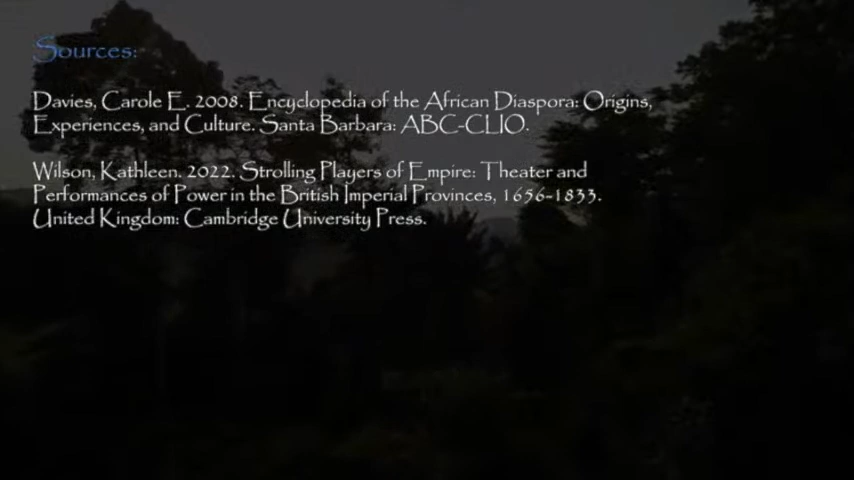 Sources:
Davies, Carole E. 2008. Encyclopedia of the African Diaspora: Origins,
Experiences, and Culture. Santa Barbara: ABC-CLIO.
Wilson, Kathleen. 2022. Strolling Players of Empire: Theater and
Performances of Power in the British Imperial Provinces, 1656-1833.
United Kingdom: Cambridge University Press.